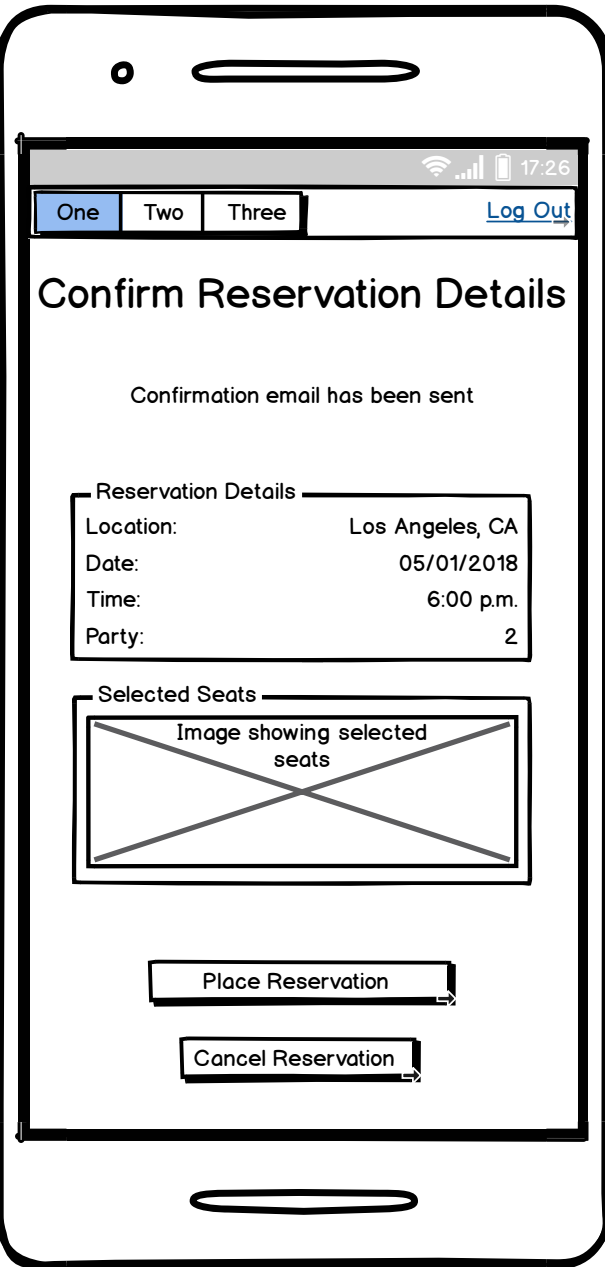 17:26
One Two Three Log Out
Confirm Reservation Details
Confirmation email has been sent
Reservation Details
Location: Los Angeles, CA
Date: 05/01/2018
Time: 6:00 p.m.
Party: 2
Selected Seats
Image showing selected
seats
Place Reservation
Cancel Reservation